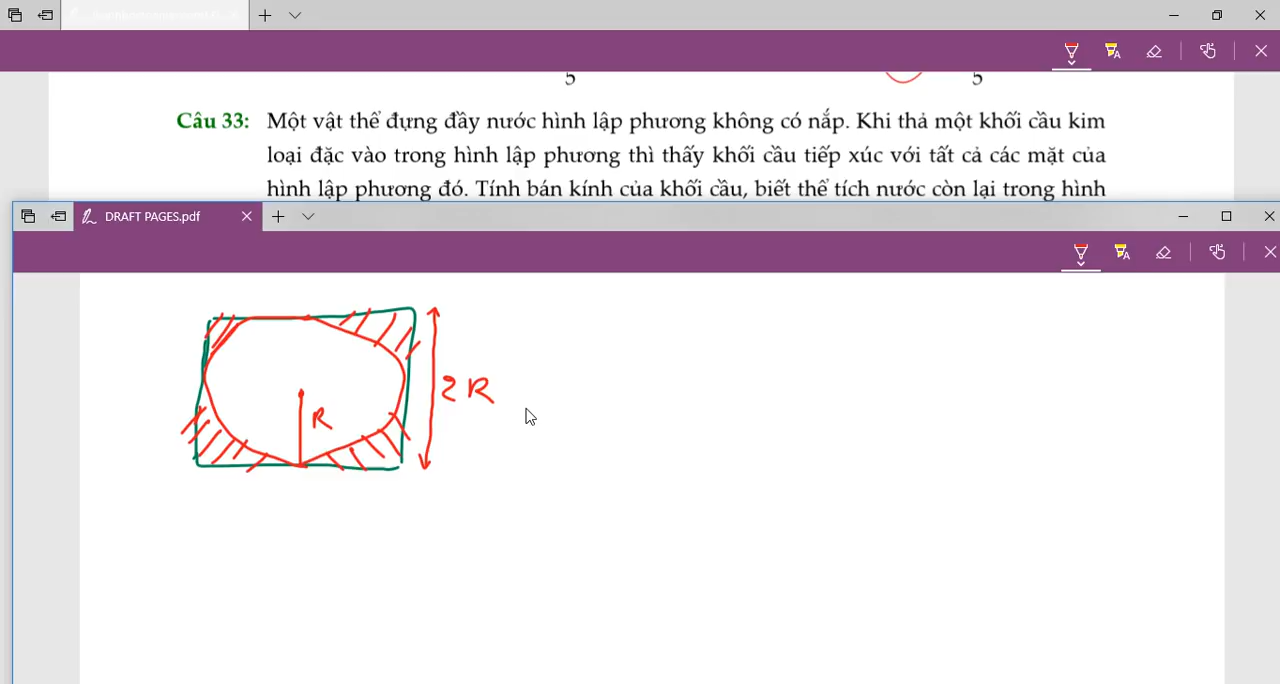 5
5
Câu 33: Một vật thể đựng đầy nước hình lập phương không có nắp. Khi thả một khối cầu kim
loại đặc vào trong hình lập phương thì thấy khối cầu tiếp xúc với tất cả các mặt của
hình lập phương đó. Tính bán kính của khối cầu, biết thể tích nước còn lại trong hình
DRAFT PAGES.pdf
2R
R